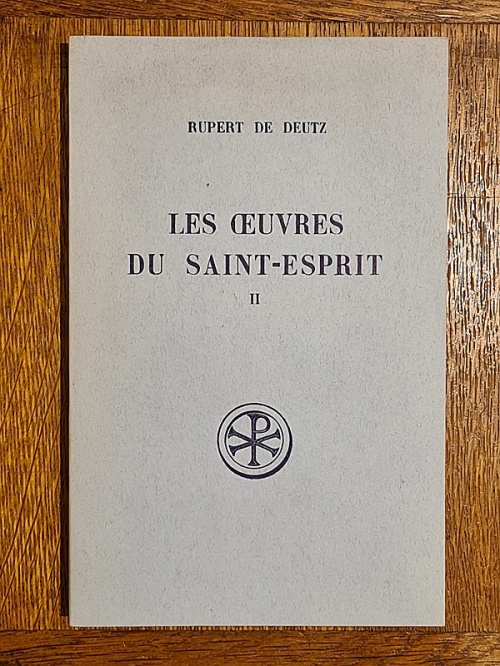 RUPERT DE DEUTZ
LES ŒUVRES
DU SAINT-ESPRIT
II